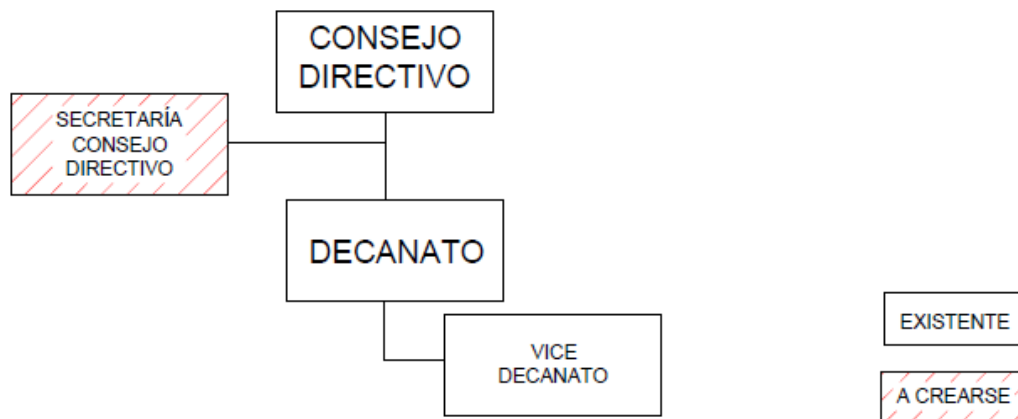 CONSEJO
DIRECTIVO
SECRETARÍA
CONSEJO
DIRECTIVO
DECANATO
VICE
DECANATO
EXISTENTE
A CREARSE